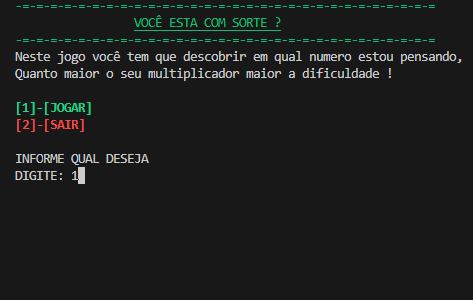 -=-=-=-=-=-=-=-=-=-=-=-=-=-=-=-=-=-=-=-=-=-=-=-=-=-=-=-=-=-=
VOCÊ ESTA COM SORTE ?
-=-=-=-=-=-=-=-=-=-=-=-=-=-=-=-=-=-=-=-=-=-=-=-=-=-=-=-=-=-=
Neste jogo você tem que descobrir em qual numero estou pensando,
Quanto maior o seu multiplicador maior a dificuldade !
[1]-[JOGAR]
[2]-[SAIR]
INFORME QUAL DESEJA
DIGITE: 1